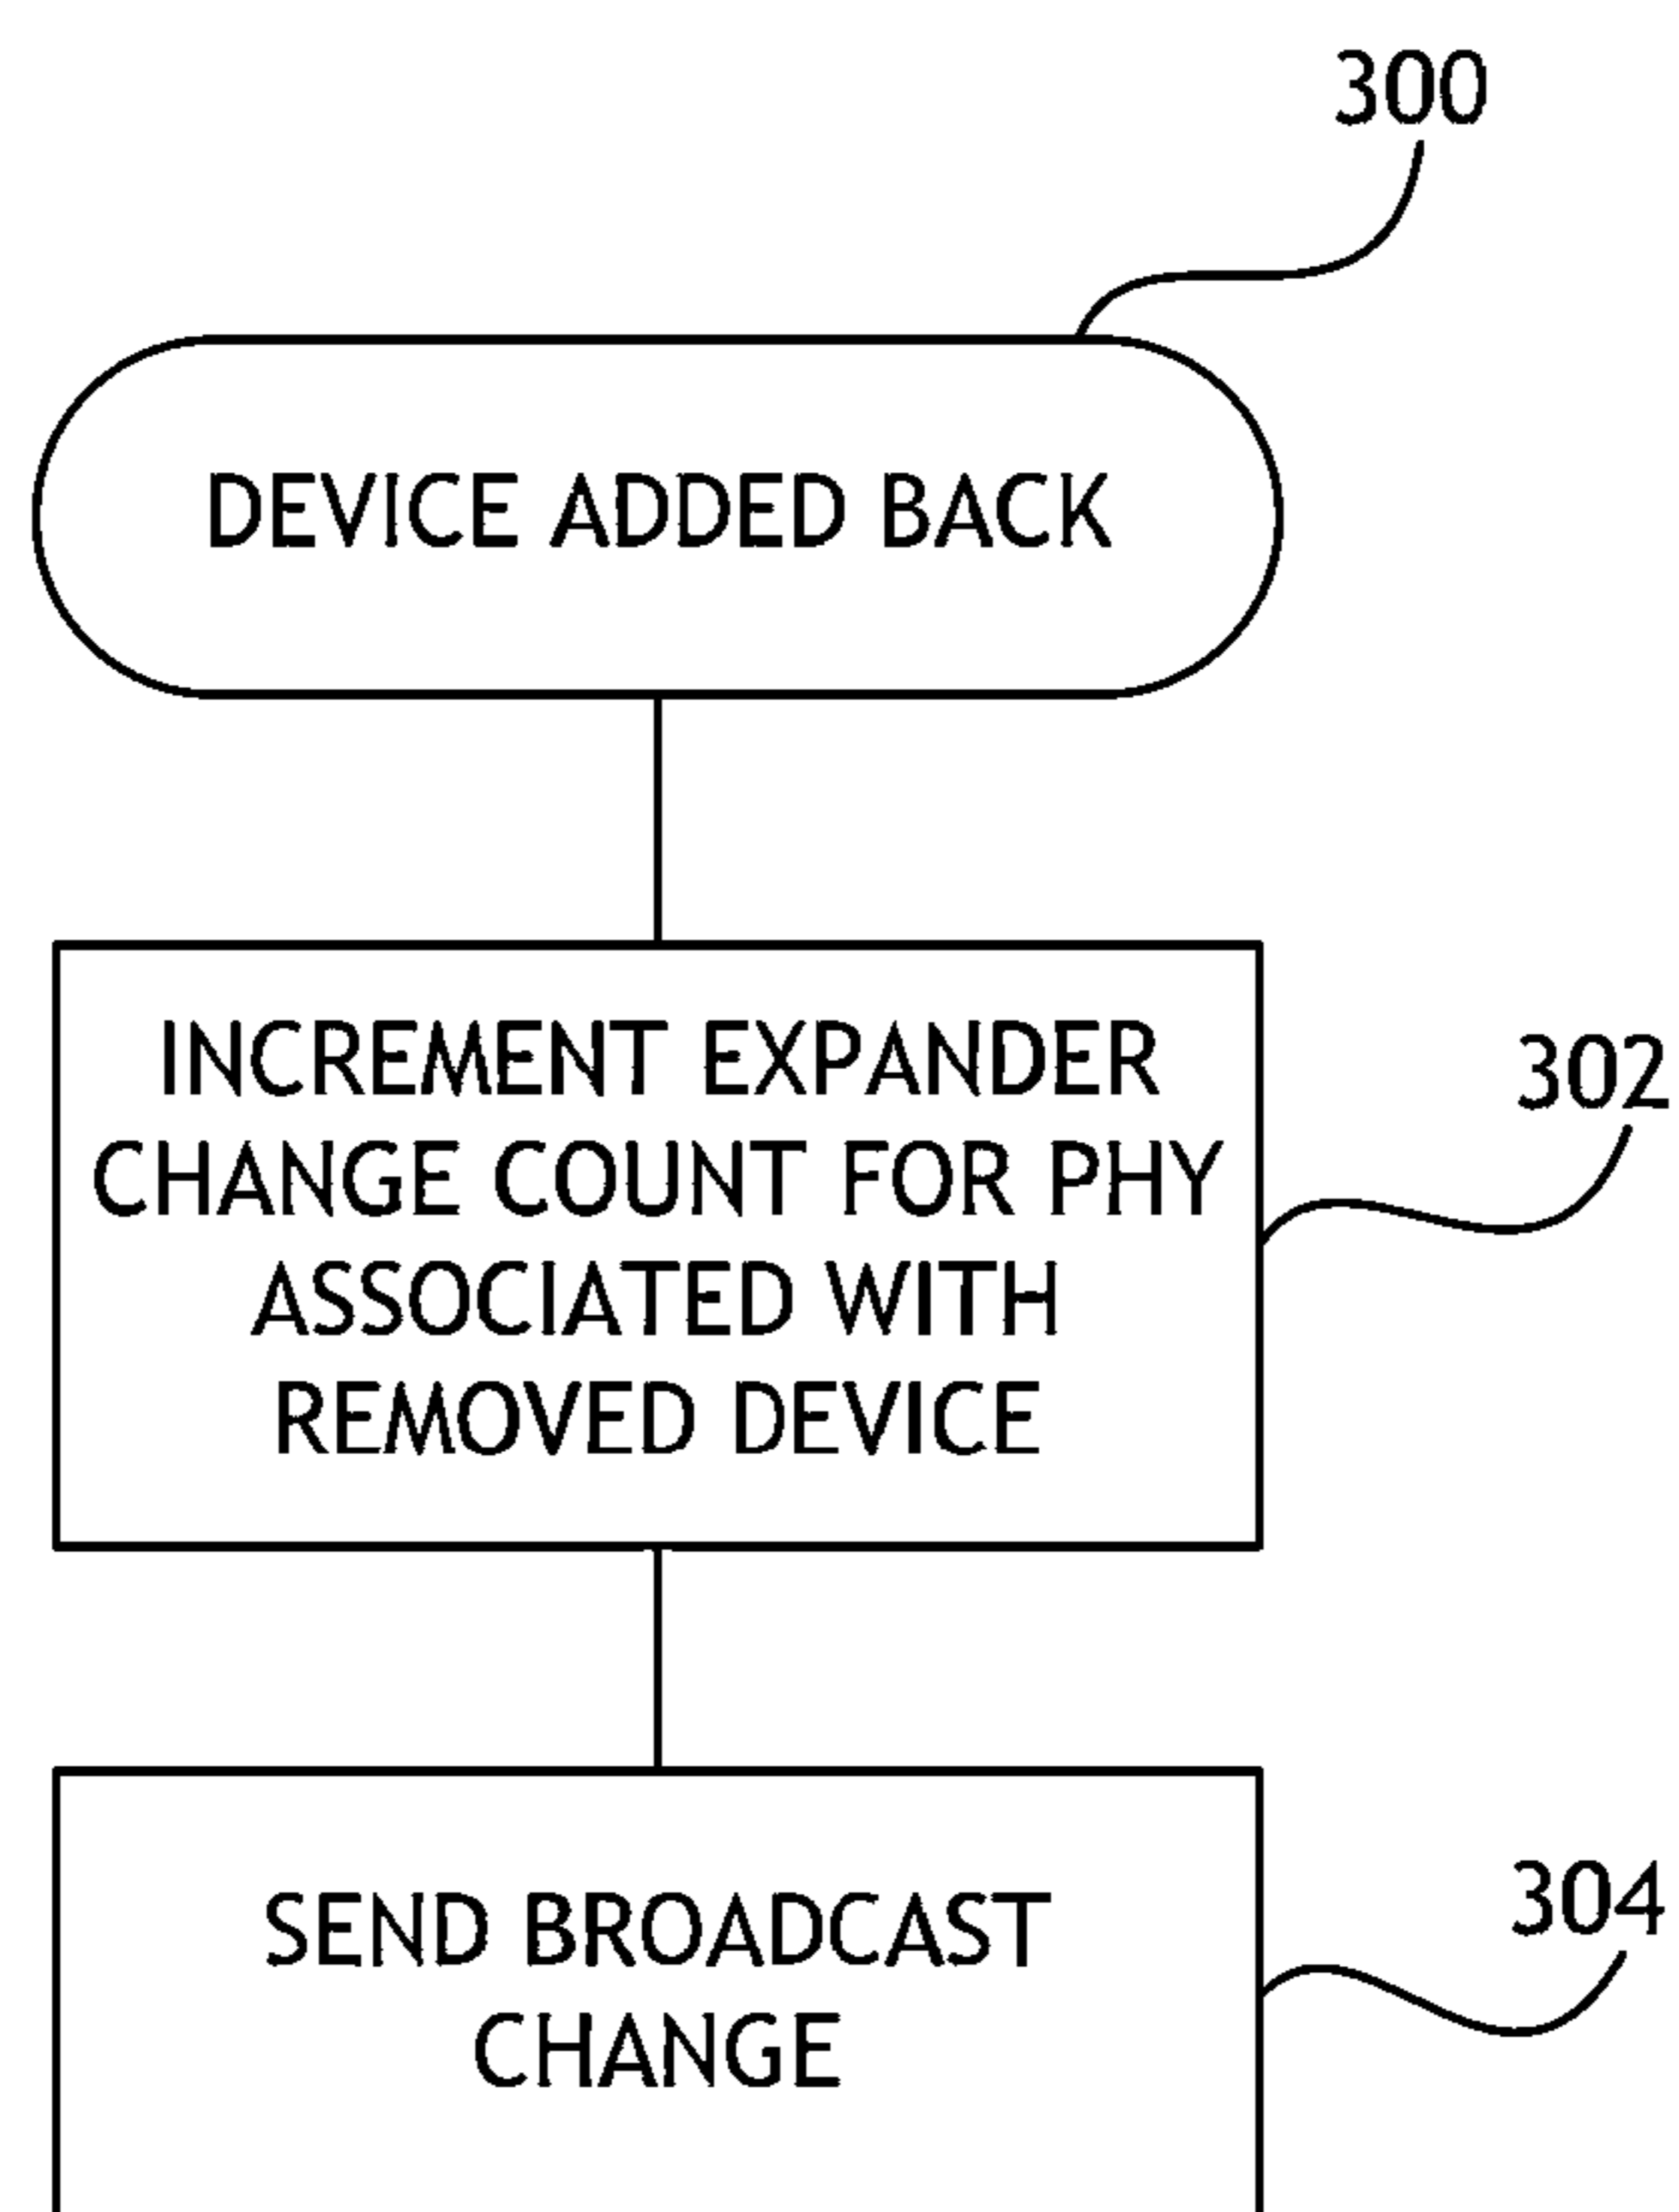 300
DEVICE ADDED BACK
INCREMENT EXPANDER
CHANGE COUNT FOR PHY
ASSOCIATED WITH
REMOVED DEVICE
302
SEND BROADCAST
CHANGE
304